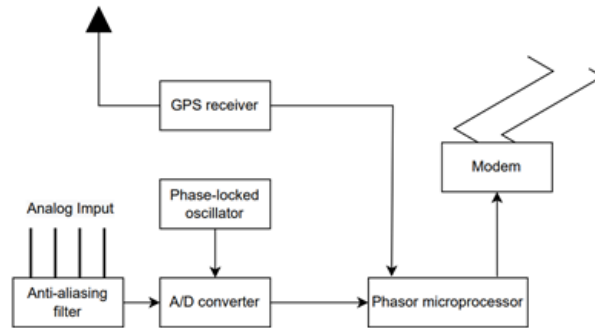 GPS receiver
Modem
Phase-locked
oscillator
Analog Imput
Anti-aliasing
filter
A/D converter
Phasor microprocessor